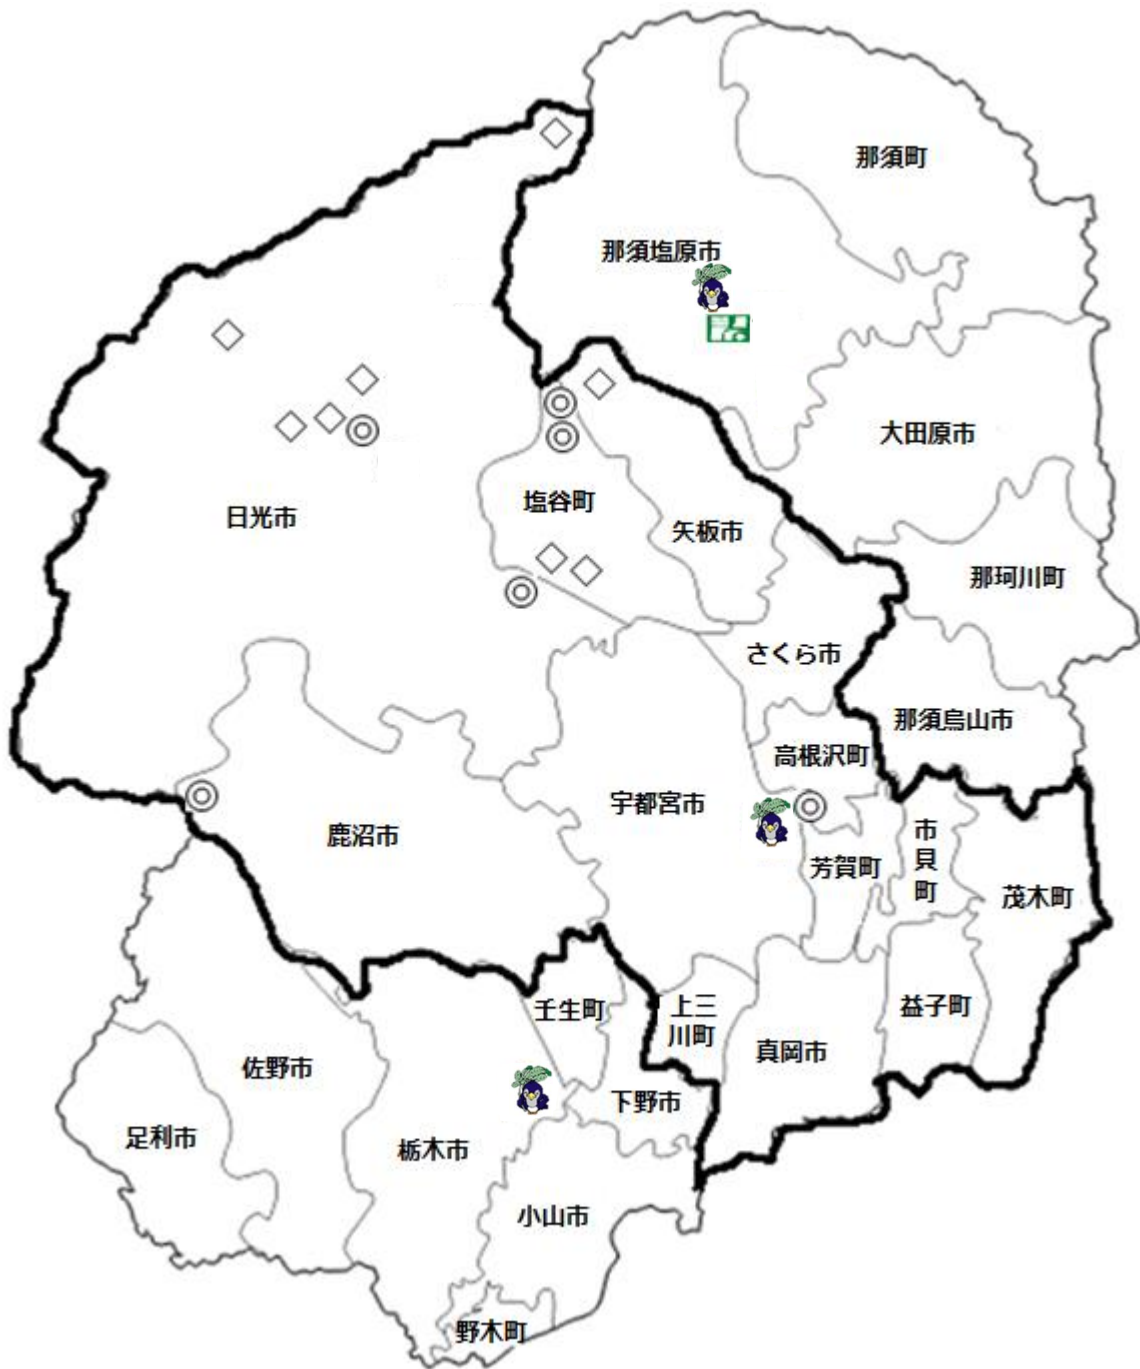 那須町
那須塩原市
大田原市
日光市
塩谷町
矢板市
那珂川町
さくら市
那須烏山市
高根沢町
宇都宮市
鹿沼市
芳賀町
市
貝
町
茂木町
壬生町
上三
川町
益子町
真岡市
佐野市
下野市
足利市
栃木市
小山市
野木町